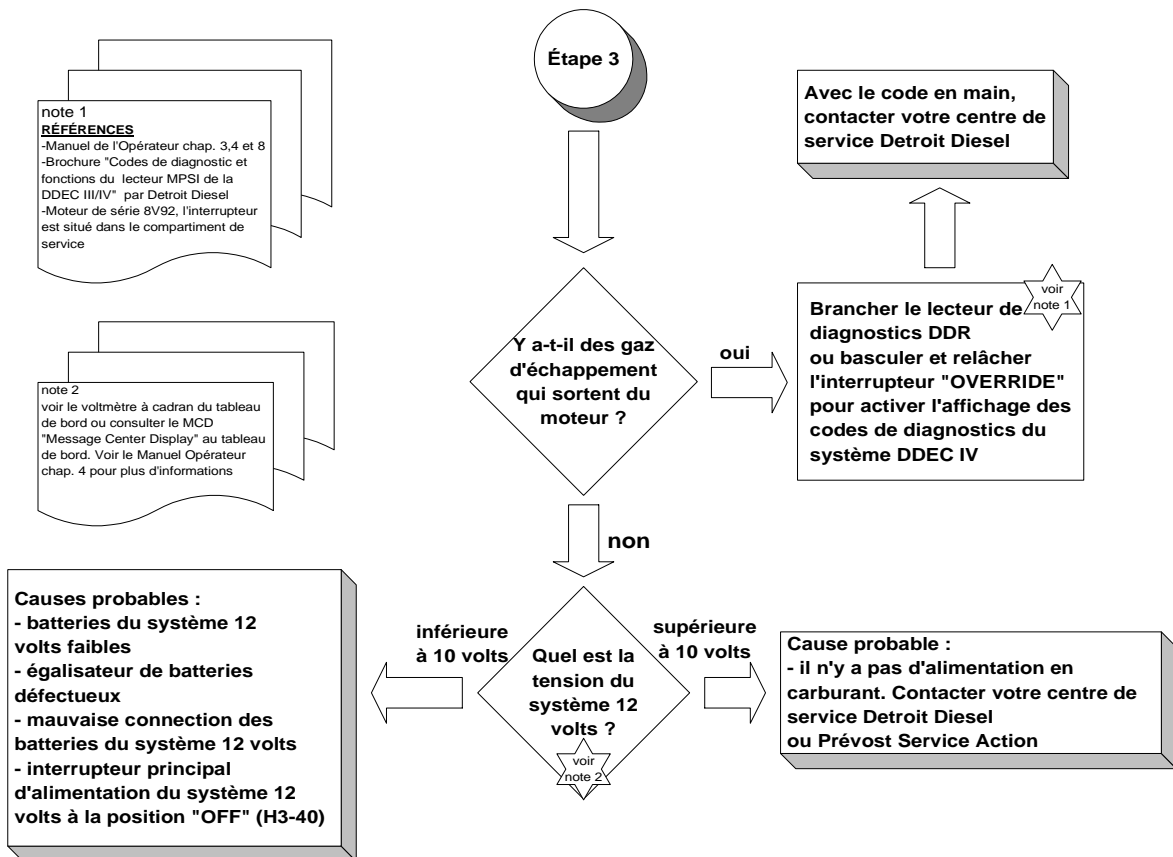 Étape 3
note 1
RÉFÉRENCES
-Manuel de l'Opérateur chap. 3,4 et 8
-Brochure "Codes de diagnostic et
fonctions du lecteur MPSI de la
DDEC III/IV" par Detroit Diesel
-Moteur de série 8V92, l'interrupteur
est situé dans le compartiment de
service
Avec le code en main,
contacter votre centre de
service Detroit Diesel
note 2
voir le voltmètre à cadran du tableau
de bord ou consulter le MCD
"Message Center Display" au tableau
de bord. Voir le Manuel Opérateur
chap. 4 pour plus d'informations
Y a-t-il des gaz
d'échappement
qui sortent du
moteur ?
oui
voir
note 1
Brancher le lecteur de
diagnostics DDR
ou basculer et relâcher
l'interrupteur "OVERRIDE"
pour activer l'affichage des
codes de diagnostics du
système DDEC IV
non
Causes probables :
- batteries du système 12
volts faibles
- égalisateur de batteries
défectueux
- mauvaise connection des
batteries du système 12 volts
- interrupteur principal
d'alimentation du système 12
volts à la position "OFF" (H3-40)
inférieure
à 10 volts
Quel est la
tension du
système 12
volts ?
voir
note 2
supérieure
à 10 volts
Cause probable :
- il n'y a pas d'alimentation en
carburant. Contacter votre centre de
service Detroit Diesel
ou Prévost Service Action